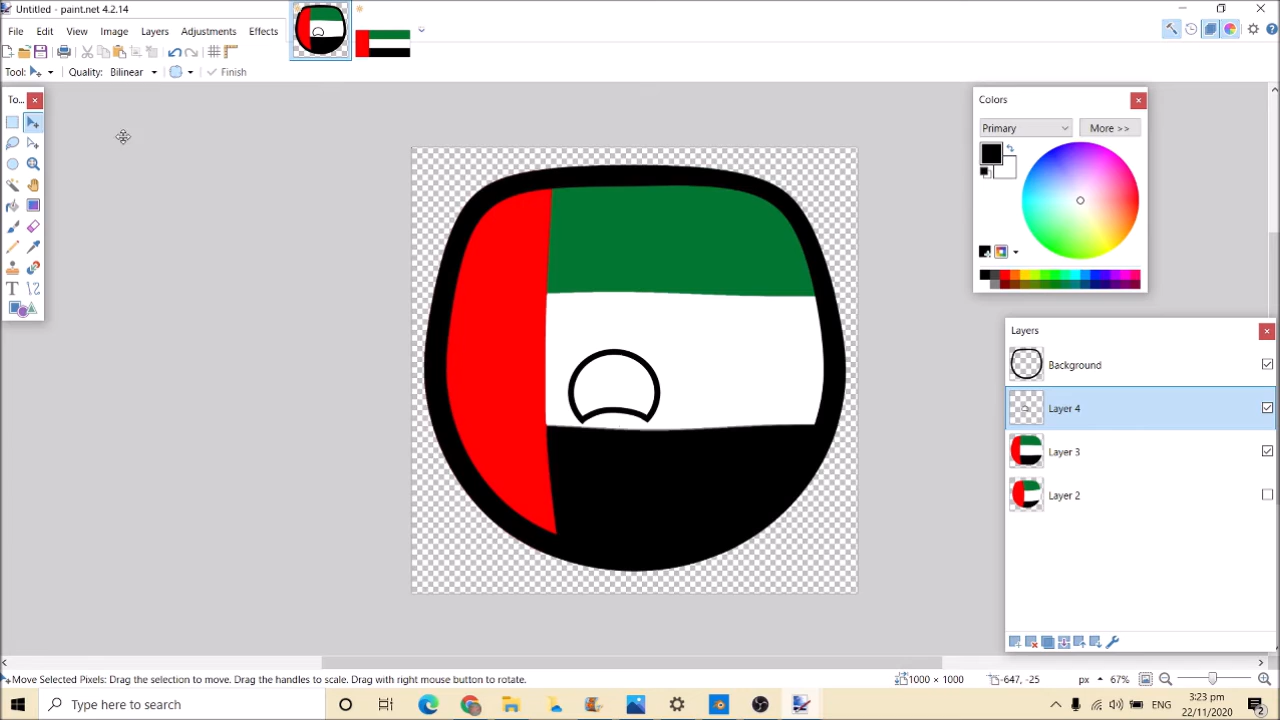 Untitled - paint.net 4.2.14
File Edit View Image Layers Adjustments Effects
Tool: Quality: Bilinear Finish
To...
Colors
Primary More >>
Layers
Background
Layer 4
Layer 3
Layer 2
Move Selected Pixels: Drag the selection to move. Drag the handles to scale. Drag with right mouse button to rotate. 1000 × 1000 -647, -25 px 67%
Type here to search ENG 3:23 pm 22/11/2020 2